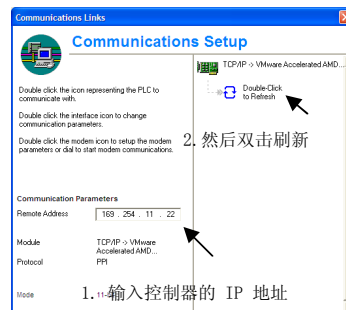 Communications Links
Communications Setup
Double click the icon representing the PLC to
communicate with.
Double click the interface icon to change
communication parameters.
Double click the modem icon to setup the modem
parameters or dial to start modem communications.
Communication Parameters
Remote Address 169 . 254 . 11 . 22
Module TCP/IP -> VMware
Accelerated AMD...
Protocol PPI
Mode 11-
TCP/IP -> VMware Accelerated AMD...
Double-Click
to Refresh
2.然后双击刷新
1.输入控制器的 IP 地址